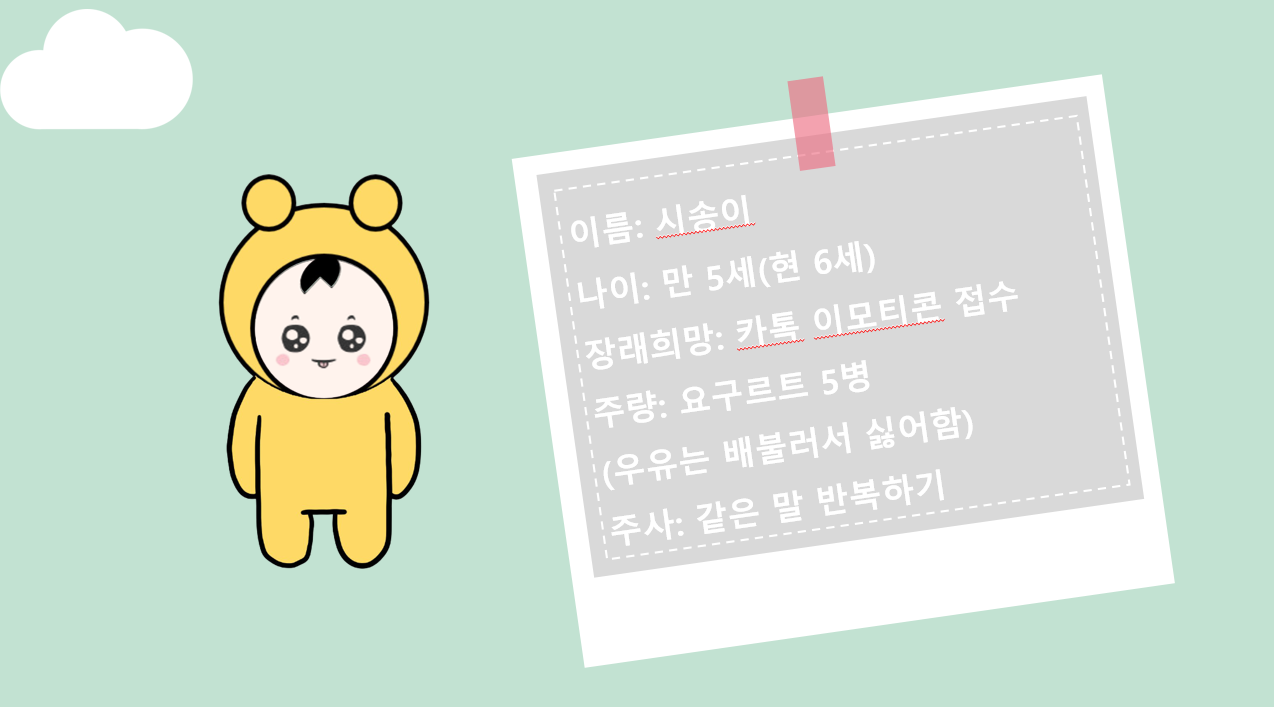 이름: 시송이
나이: 만 5세(현 6세)
장래희망: 카톡 이모티콘 접수
주량: 요구르트 5병
(우유는 배불러서 싫어함)
주사: 같은 말 반복하기